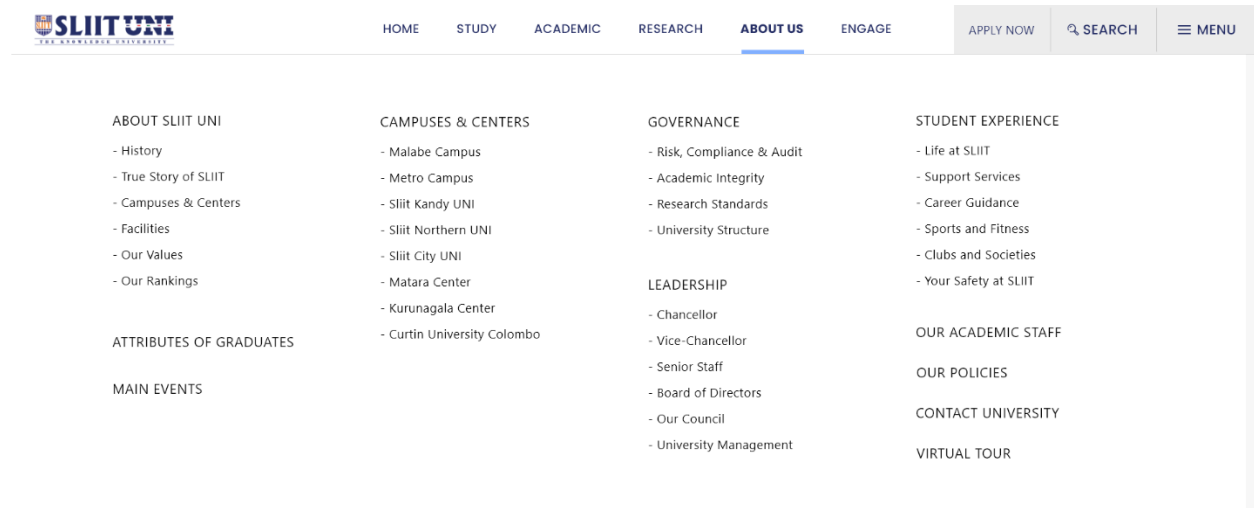 SLIIT UNI
THE KNOWLEDGE UNIVERSITY
HOME STUDY ACADEMIC RESEARCH ABOUT US ENGAGE APPLY NOW SEARCH MENU
ABOUT SLIIT UNI
- History
- True Story of SLIIT
- Campuses & Centers
- Facilities
- Our Values
- Our Rankings
ATTRIBUTES OF GRADUATES
MAIN EVENTS
CAMPUSES & CENTERS
- Malabe Campus
- Metro Campus
- Sliit Kandy UNI
- Sliit Northern UNI
- Sliit City UNI
- Matara Center
- Kurunagala Center
- Curtin University Colombo
GOVERNANCE
- Risk, Compliance & Audit
- Academic Integrity
- Research Standards
- University Structure
LEADERSHIP
- Chancellor
- Vice-Chancellor
- Senior Staff
- Board of Directors
- Our Council
- University Management
STUDENT EXPERIENCE
- Life at SLIIT
- Support Services
- Career Guidance
- Sports and Fitness
- Clubs and Societies
- Your Safety at SLIIT
OUR ACADEMIC STAFF
OUR POLICIES
CONTACT UNIVERSITY
VIRTUAL TOUR